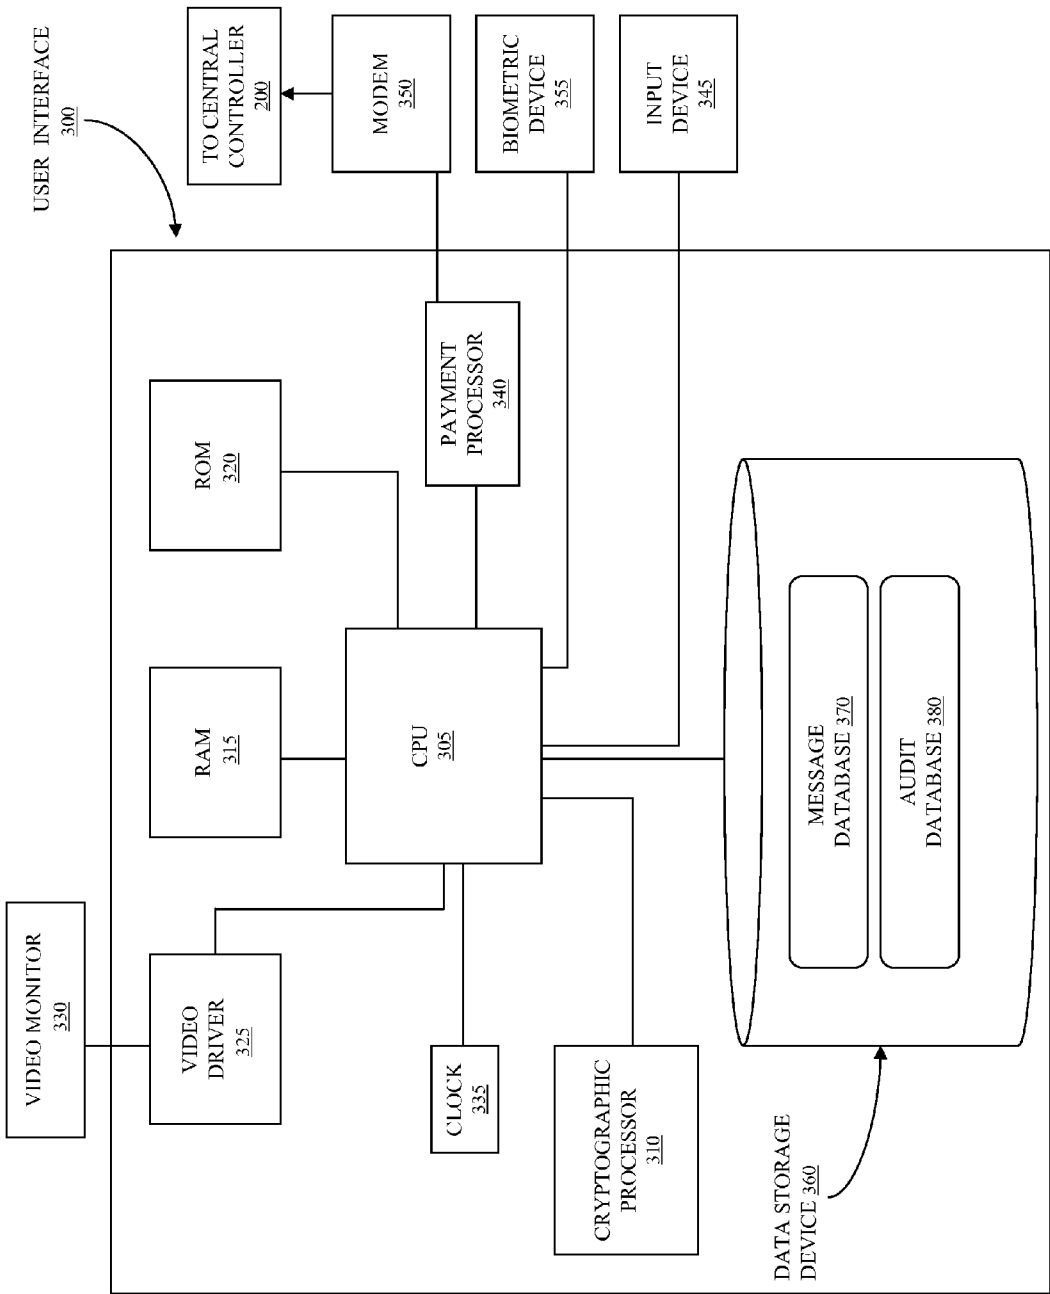 USER INTERFACE
300
TO CENTRAL
CONTROLLER
200
MODEM
350
BIOMETRIC
DEVICE
355
INPUT
DEVICE
345
VIDEO MONITOR
330
VIDEO
DRIVER
325
RAM
315
ROM
320
CLOCK
335
CPU
305
PAYMENT
PROCESSOR
340
CRYPTOGRAPHIC
PROCESSOR
310
DATA STORAGE
DEVICE 360
MESSAGE
DATABASE 370
AUDIT
DATABASE 380